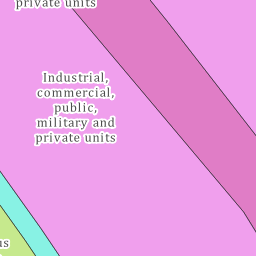 private units
Industrial,
commercial,
public,
military and
private units